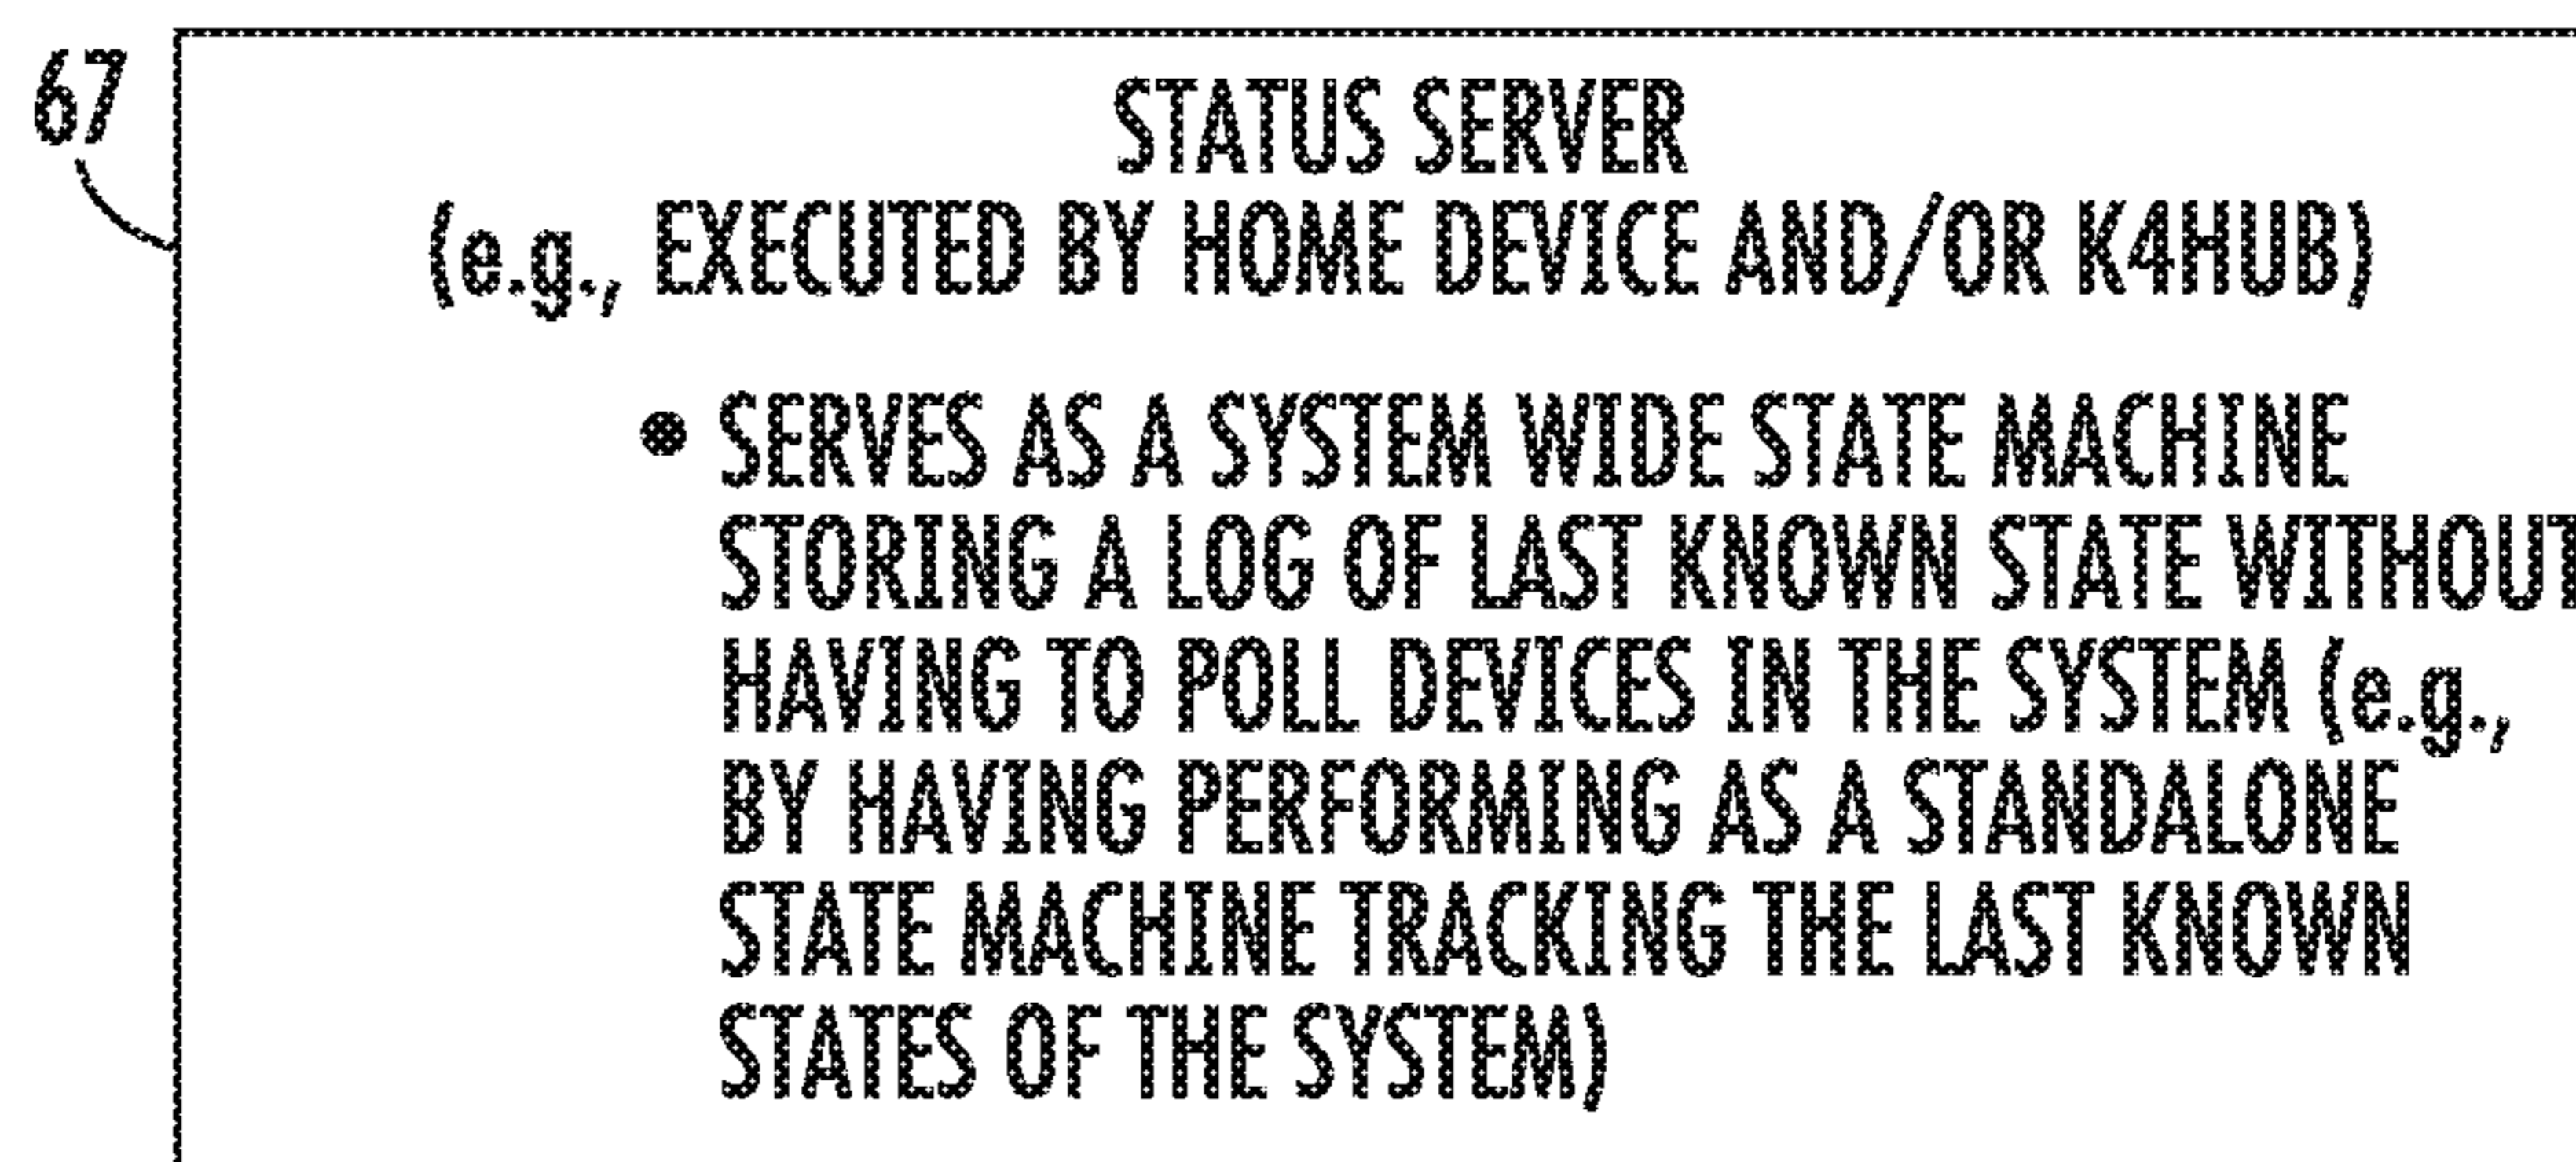 67
STATUS SERVER
(e.g., EXECUTED BY HOME DEVICE AND/OR K4HUB)
• SERVES AS A SYSTEM WIDE STATE MACHINE
STORING A LOG OF LAST KNOWN STATE WITHOUT
HAVING TO POLL DEVICES IN THE SYSTEM (e.g.,
BY HAVING PERFORMING AS A STANDALONE
STATE MACHINE TRACKING THE LAST KNOWN
STATES OF THE SYSTEM)